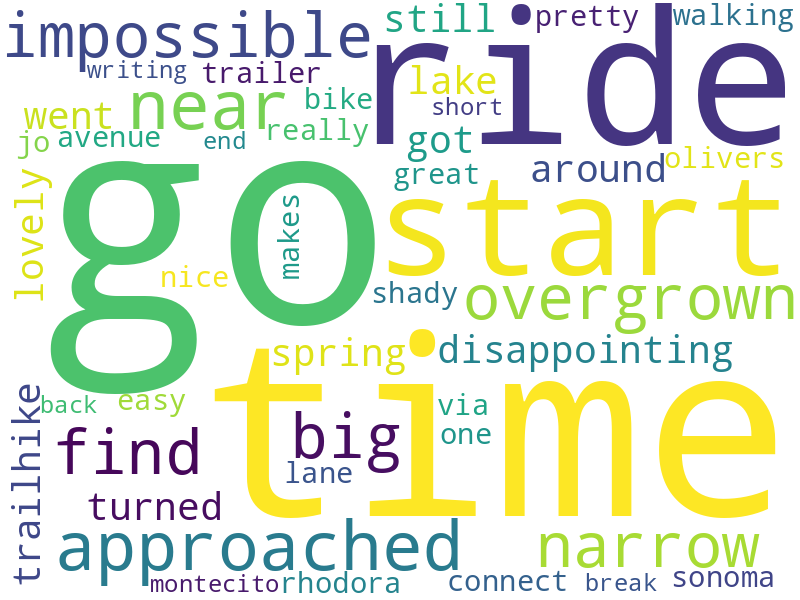 impossible
still
pretty
walking
ride
writing
trailer
lake
near
bike
short
went
avenue
end
really
got
jo
around
olivers
great
go
start
lovely
makes
nice
shady
overgrown
spring
disappointing
time
trailhike
back
easy
via
find
big
one
lane
turned
approached
narrow
montecito
rhodora
connect
break
sonoma